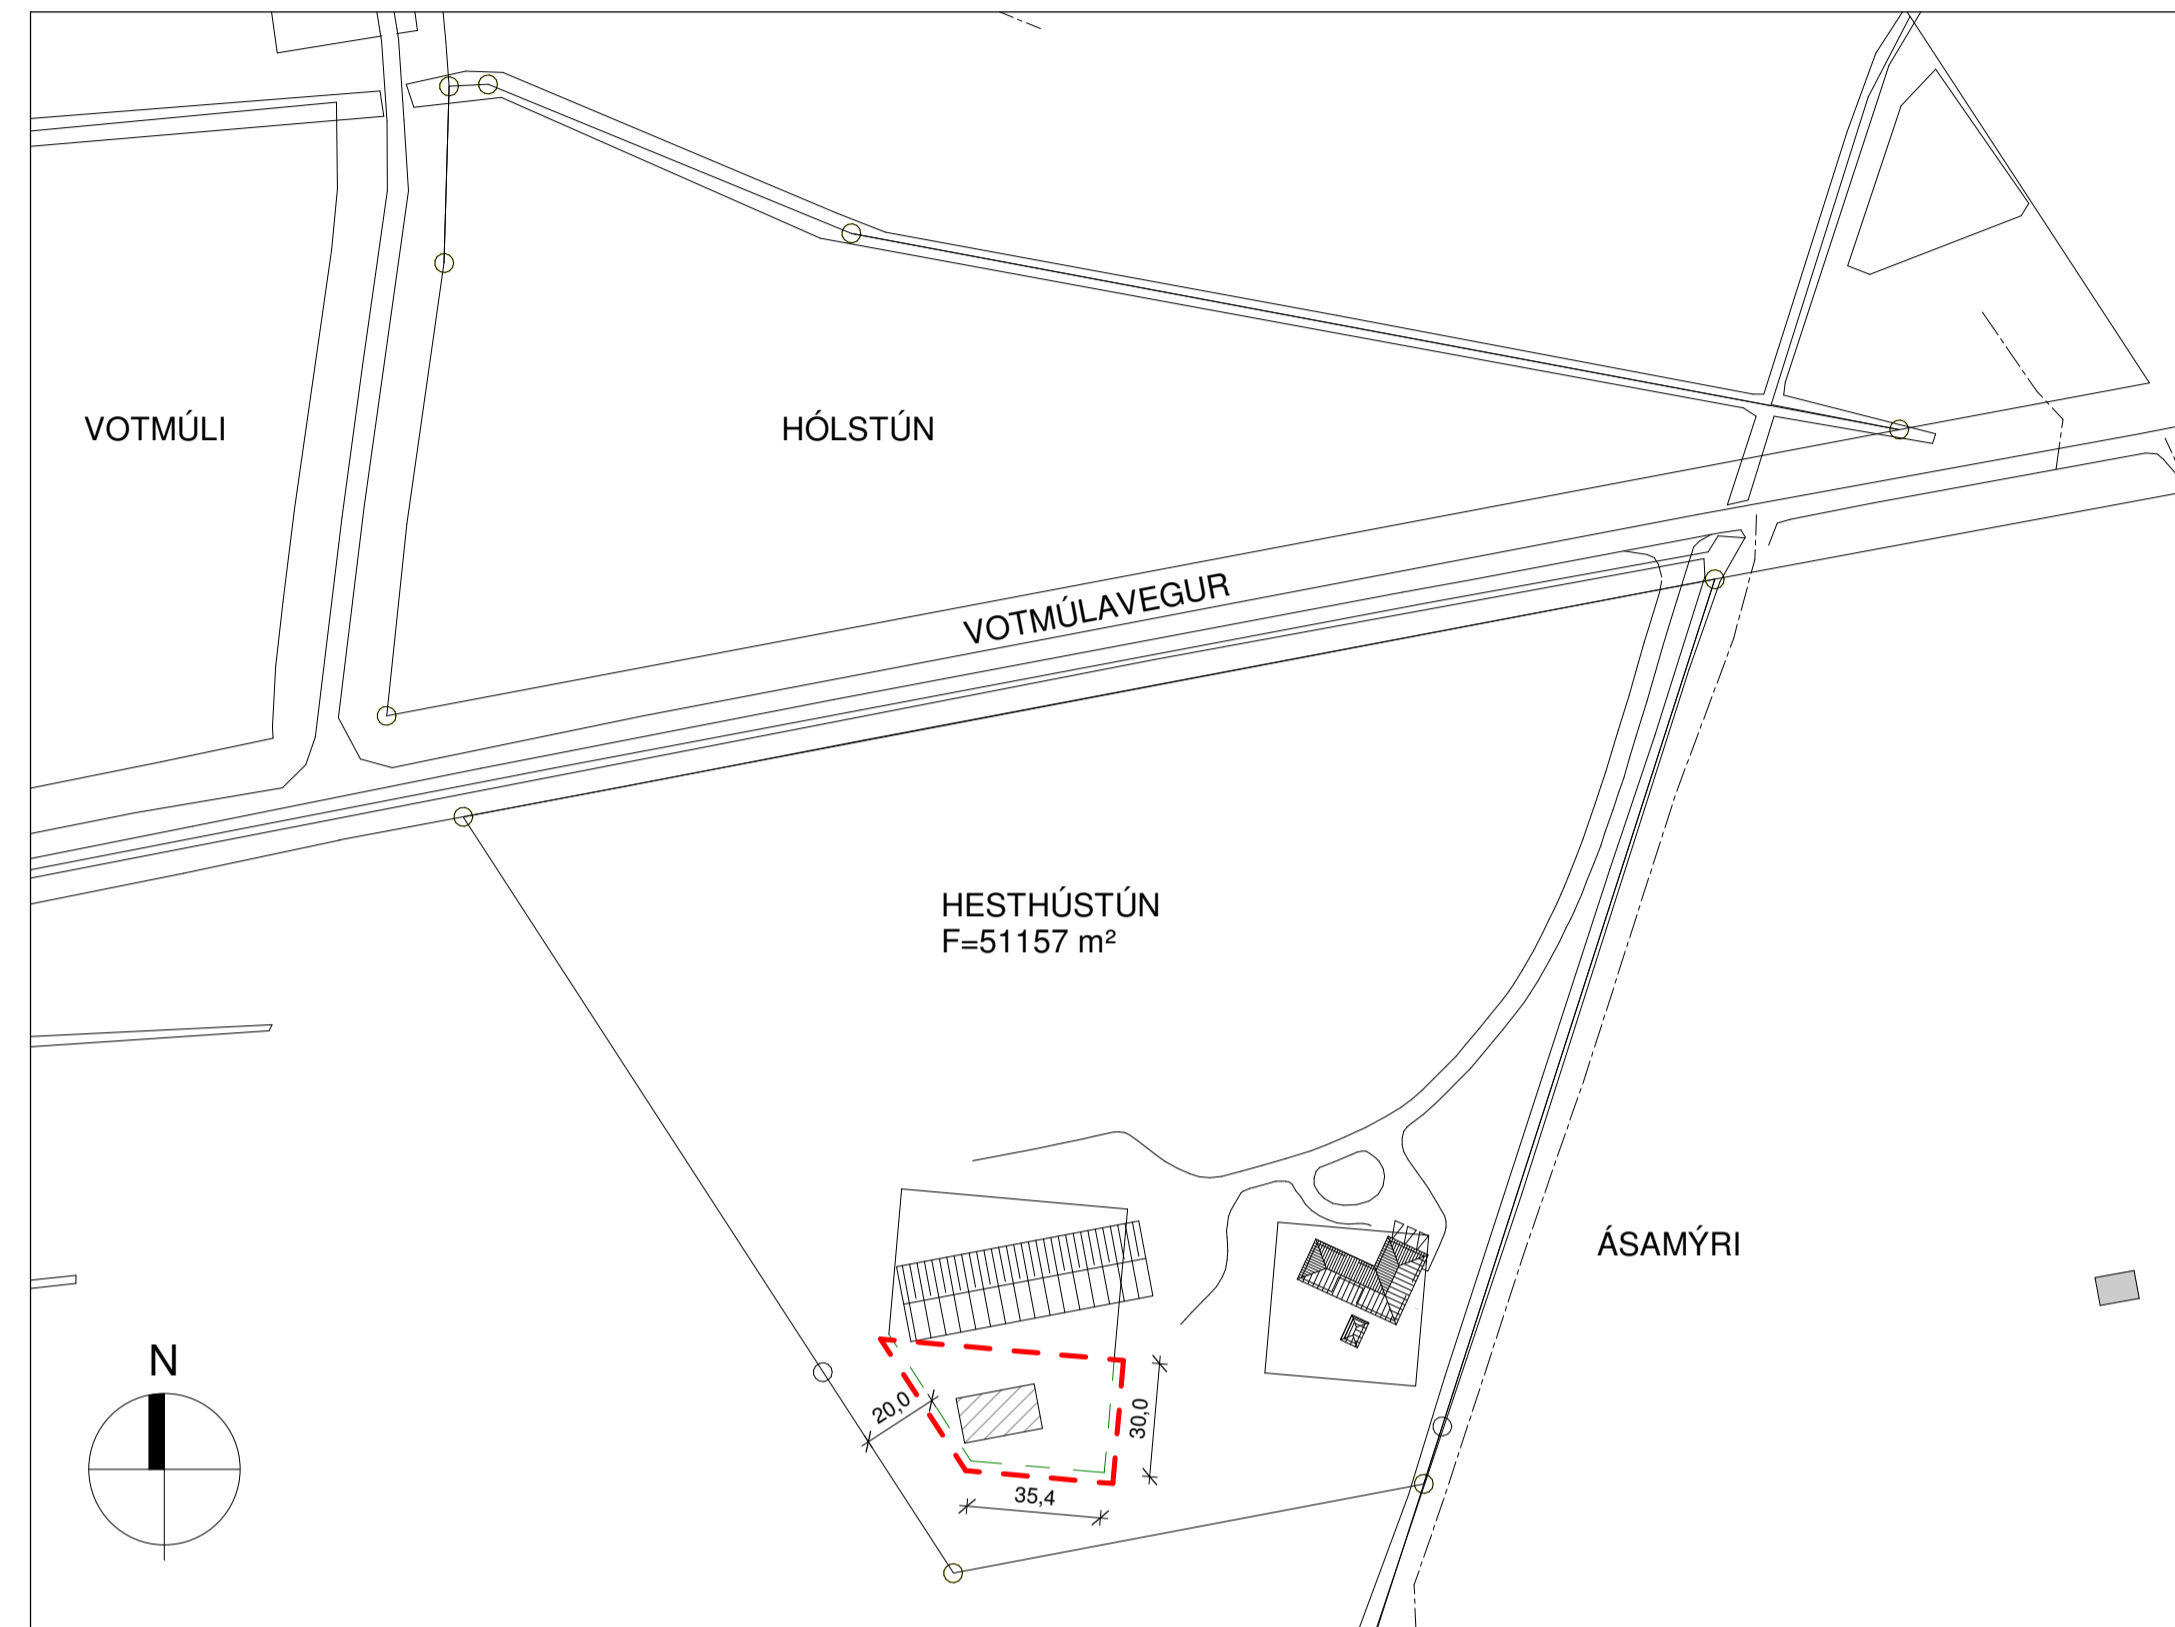 VOTMÚLI
HÓLSTÚN
VOTMÚLAVEGUR
HESTHÚSTÚN
F=51157 m²
ÁSAMÝRI
N
20,0
30,0
35,4